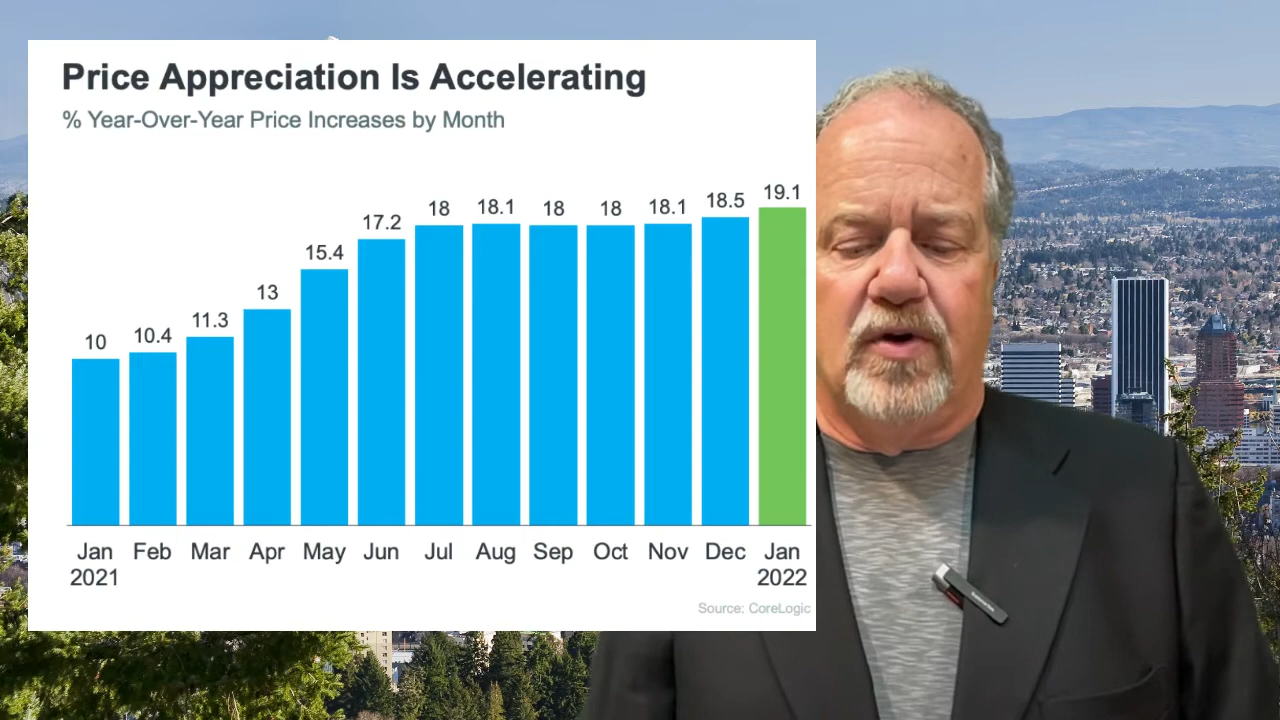 Price Appreciation Is Accelerating
% Year-Over-Year Price Increases by Month
10 10.4 11.3 13 15.4 17.2 18 18.1 18 18 18.1 18.5 19.1
Jan Feb Mar Apr May Jun Jul Aug Sep Oct Nov Dec Jan
2021 2022
Source: CoreLogic